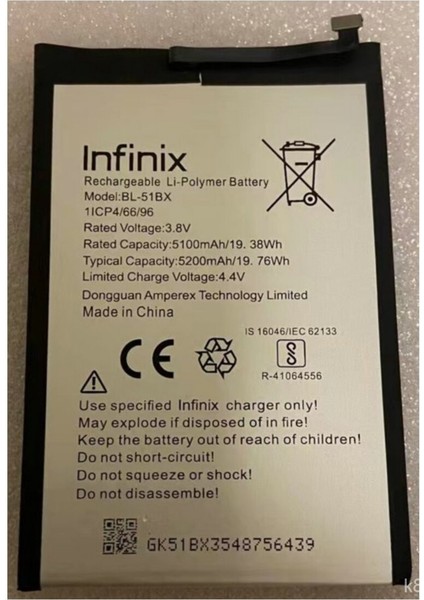 Infinix
Rechargeable Li-Polymer Battery
Model:BL-51BX
1ICP4/66/96
Rated Voltage:3.8V
Rated Capacity:5100mAh/19.38Wh
Typical Capacity:5200mAh/19.76Wh
Limited Charge Voltage:4.4V
Dongguan Amperex Technology Limited
Made in China
IS 16046/IEC 62133
CE
S
R-41064556
Use specified Infinix charger only!
May explode if disposed of in fire!
Keep the battery out of reach of children!
Do not short-circuit!
Do not squeeze or shock!
Do not disassemble!
GK51BX3548756439